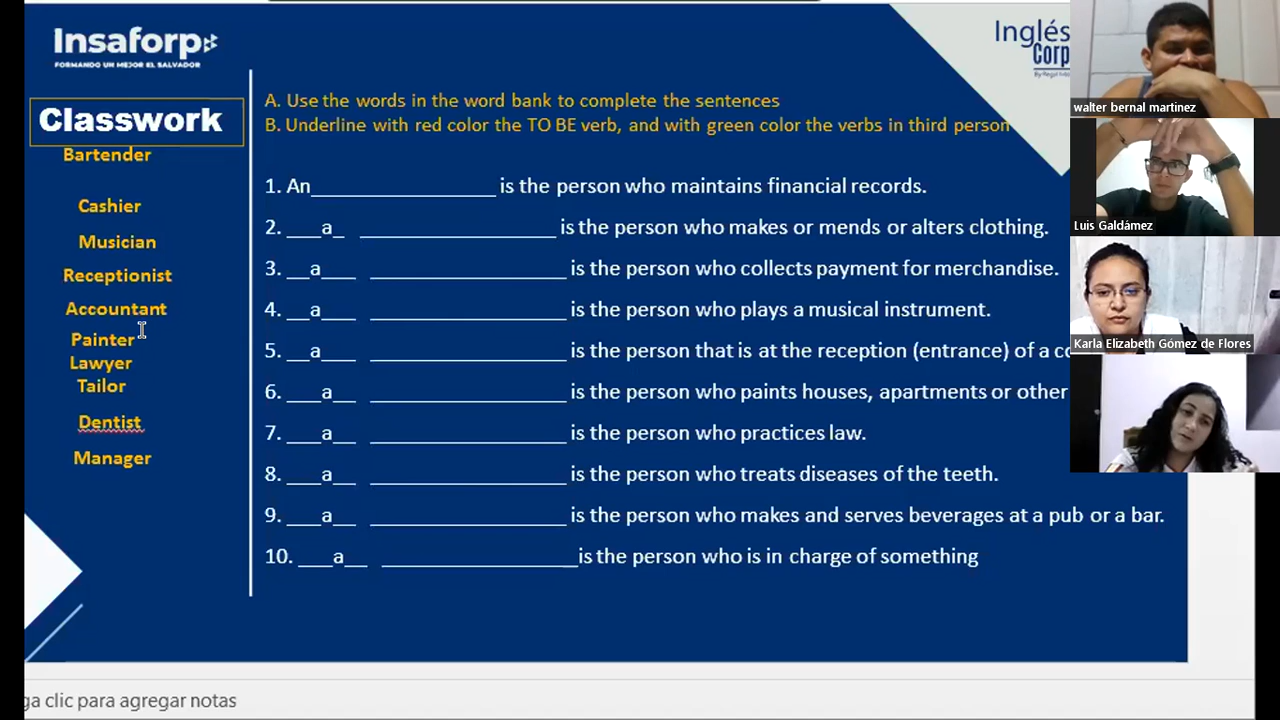 Insaforp
FORMANDO UN MEJOR EL SALVADOR
Inglés
Corp
Classwork
Bartender
Cashier
Musician
Receptionist
Accountant
Painter
Lawyer
Tailor
Dentist
Manager
A. Use the words in the word bank to complete the sentences
B. Underline with red color the TO BE verb, and with green color the verbs in third person
1. An__________________ is the person who maintains financial records.
2. ___a_ ___________________ is the person who makes or mends or alters clothing.
3. __a___ ___________________ is the person who collects payment for merchandise.
4. __a___ ___________________ is the person who plays a musical instrument.
5. __a___ ___________________ is the person that is at the reception (entrance) of a
6. ___a__ ___________________ is the person who paints houses, apartments or other
7. ___a__ ___________________ is the person who practices law.
8. ___a__ ___________________ is the person who treats diseases of the teeth.
9. ___a__ ___________________ is the person who makes and serves beverages at a pub or a bar.
10. ___a__ ___________________is the person who is in charge of something
walter bernal martinez
Luis Galdámez
Karla Elizabeth Gómez de Flores
ga clic para agregar notas